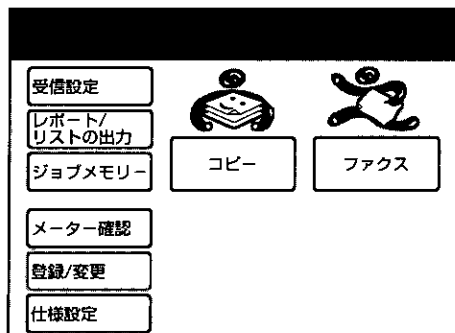 受信設定
レポート/
リストの出力
ジョブメモリー
コピー
ファクス
メーター確認
登録/変更
仕様設定